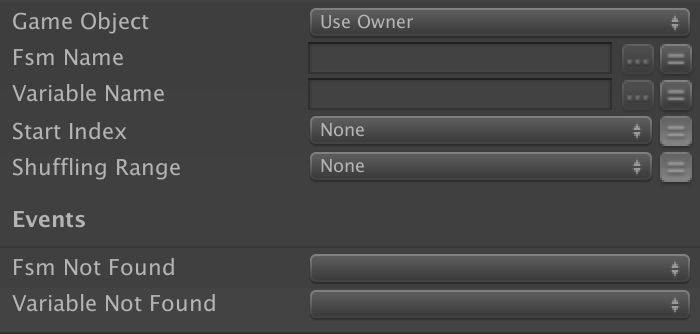 Game Object Use Owner
Fsm Name ...
Variable Name ...
Start Index None
Shuffling Range None
Events
Fsm Not Found
Variable Not Found